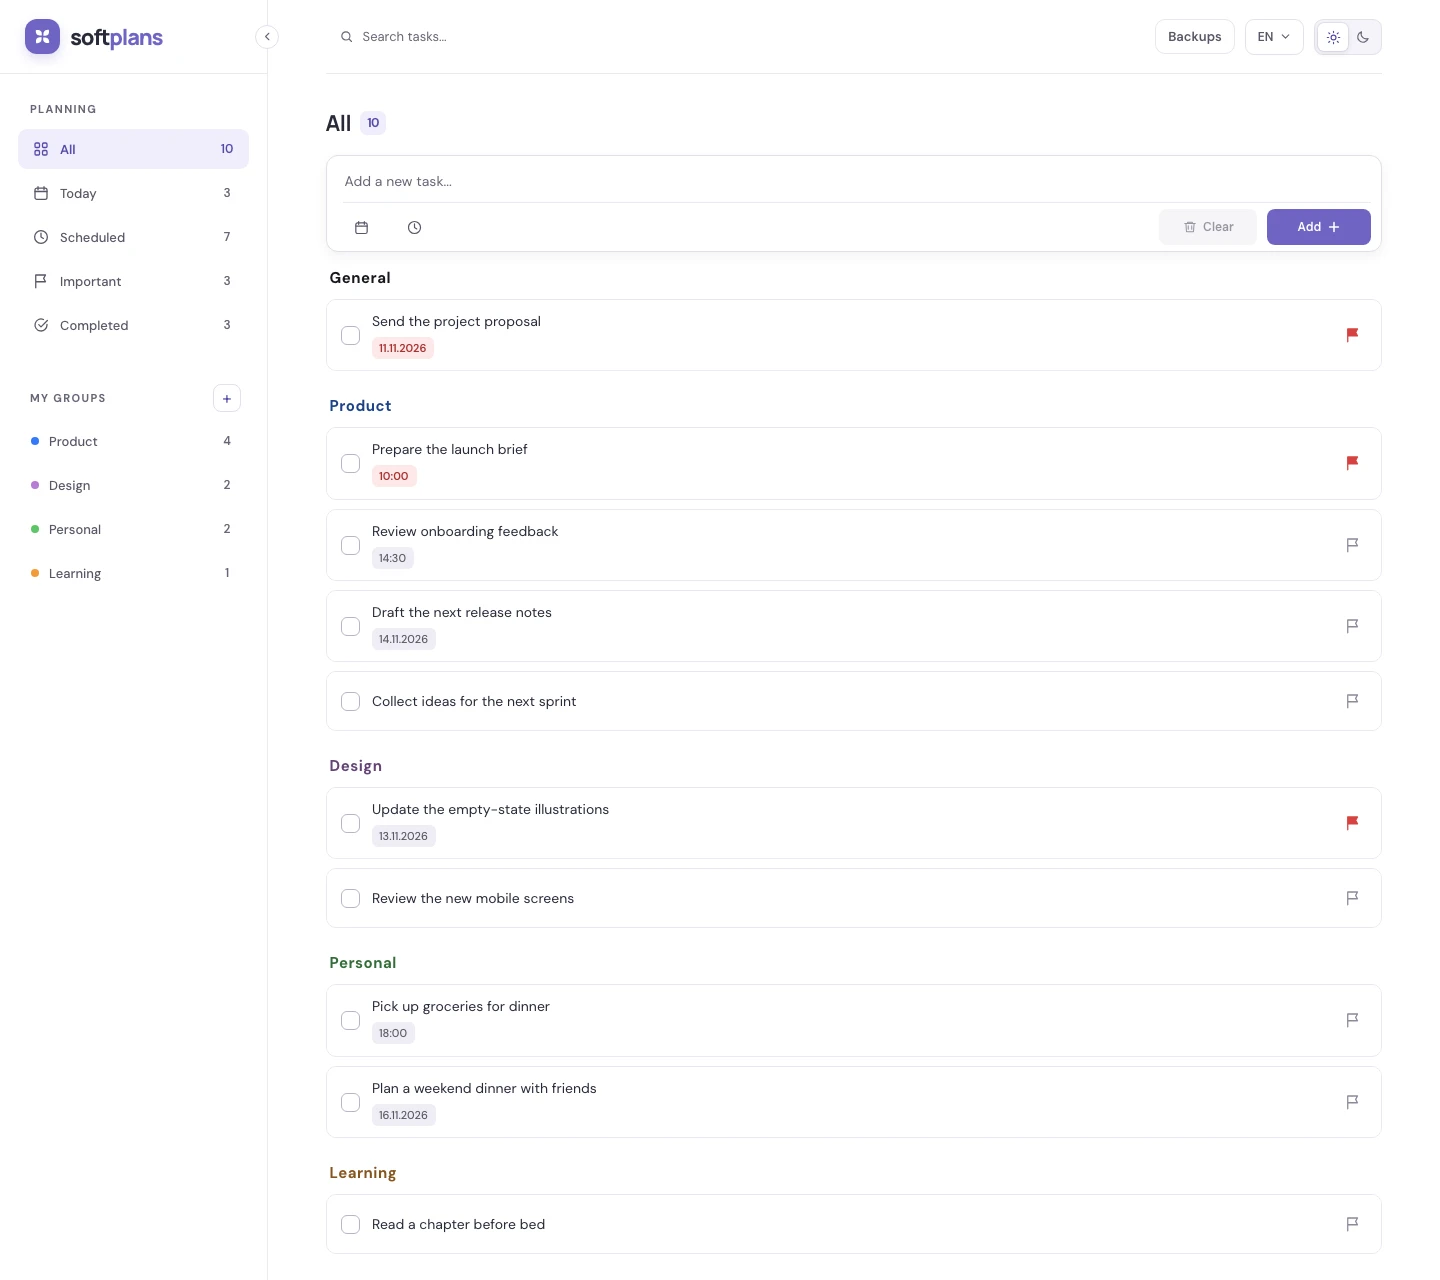 softplans
Search tasks...
Backups
EN
PLANNING
All 10
Today 3
Scheduled 7
Important 3
Completed 3
MY GROUPS
Product 4
Design 2
Personal 2
Learning 1
All 10
Add a new task...
Clear
Add
General
Send the project proposal
11.11.2026
Product
Prepare the launch brief
10:00
Review onboarding feedback
14:30
Draft the next release notes
14.11.2026
Collect ideas for the next sprint
Design
Update the empty-state illustrations
13.11.2026
Review the new mobile screens
Personal
Pick up groceries for dinner
18:00
Plan a weekend dinner with friends
16.11.2026
Learning
Read a chapter before bed